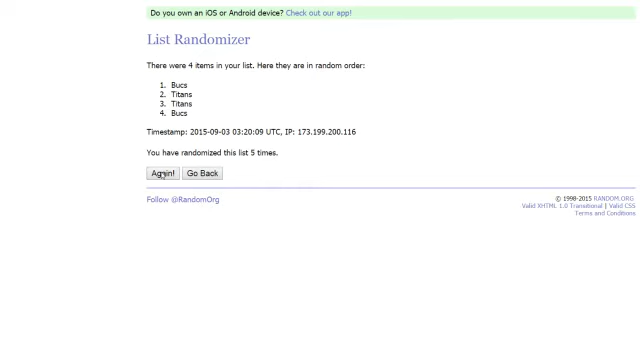 Do you own an iOS or Android device? Check out our app!
List Randomizer
There were 4 items in your list. Here they are in random order:
1. Bucs
2. Titans
3. Titans
4. Bucs
Timestamp: 2015-09-03 03:20:09 UTC, IP: 173.199.200.116
You have randomized this list 5 times.
Again! Go Back
Follow @RandomOrg
© 1998-2015 RANDOM.ORG
Valid XHTML 1.0 Transitional | Valid CSS
Terms and Conditions